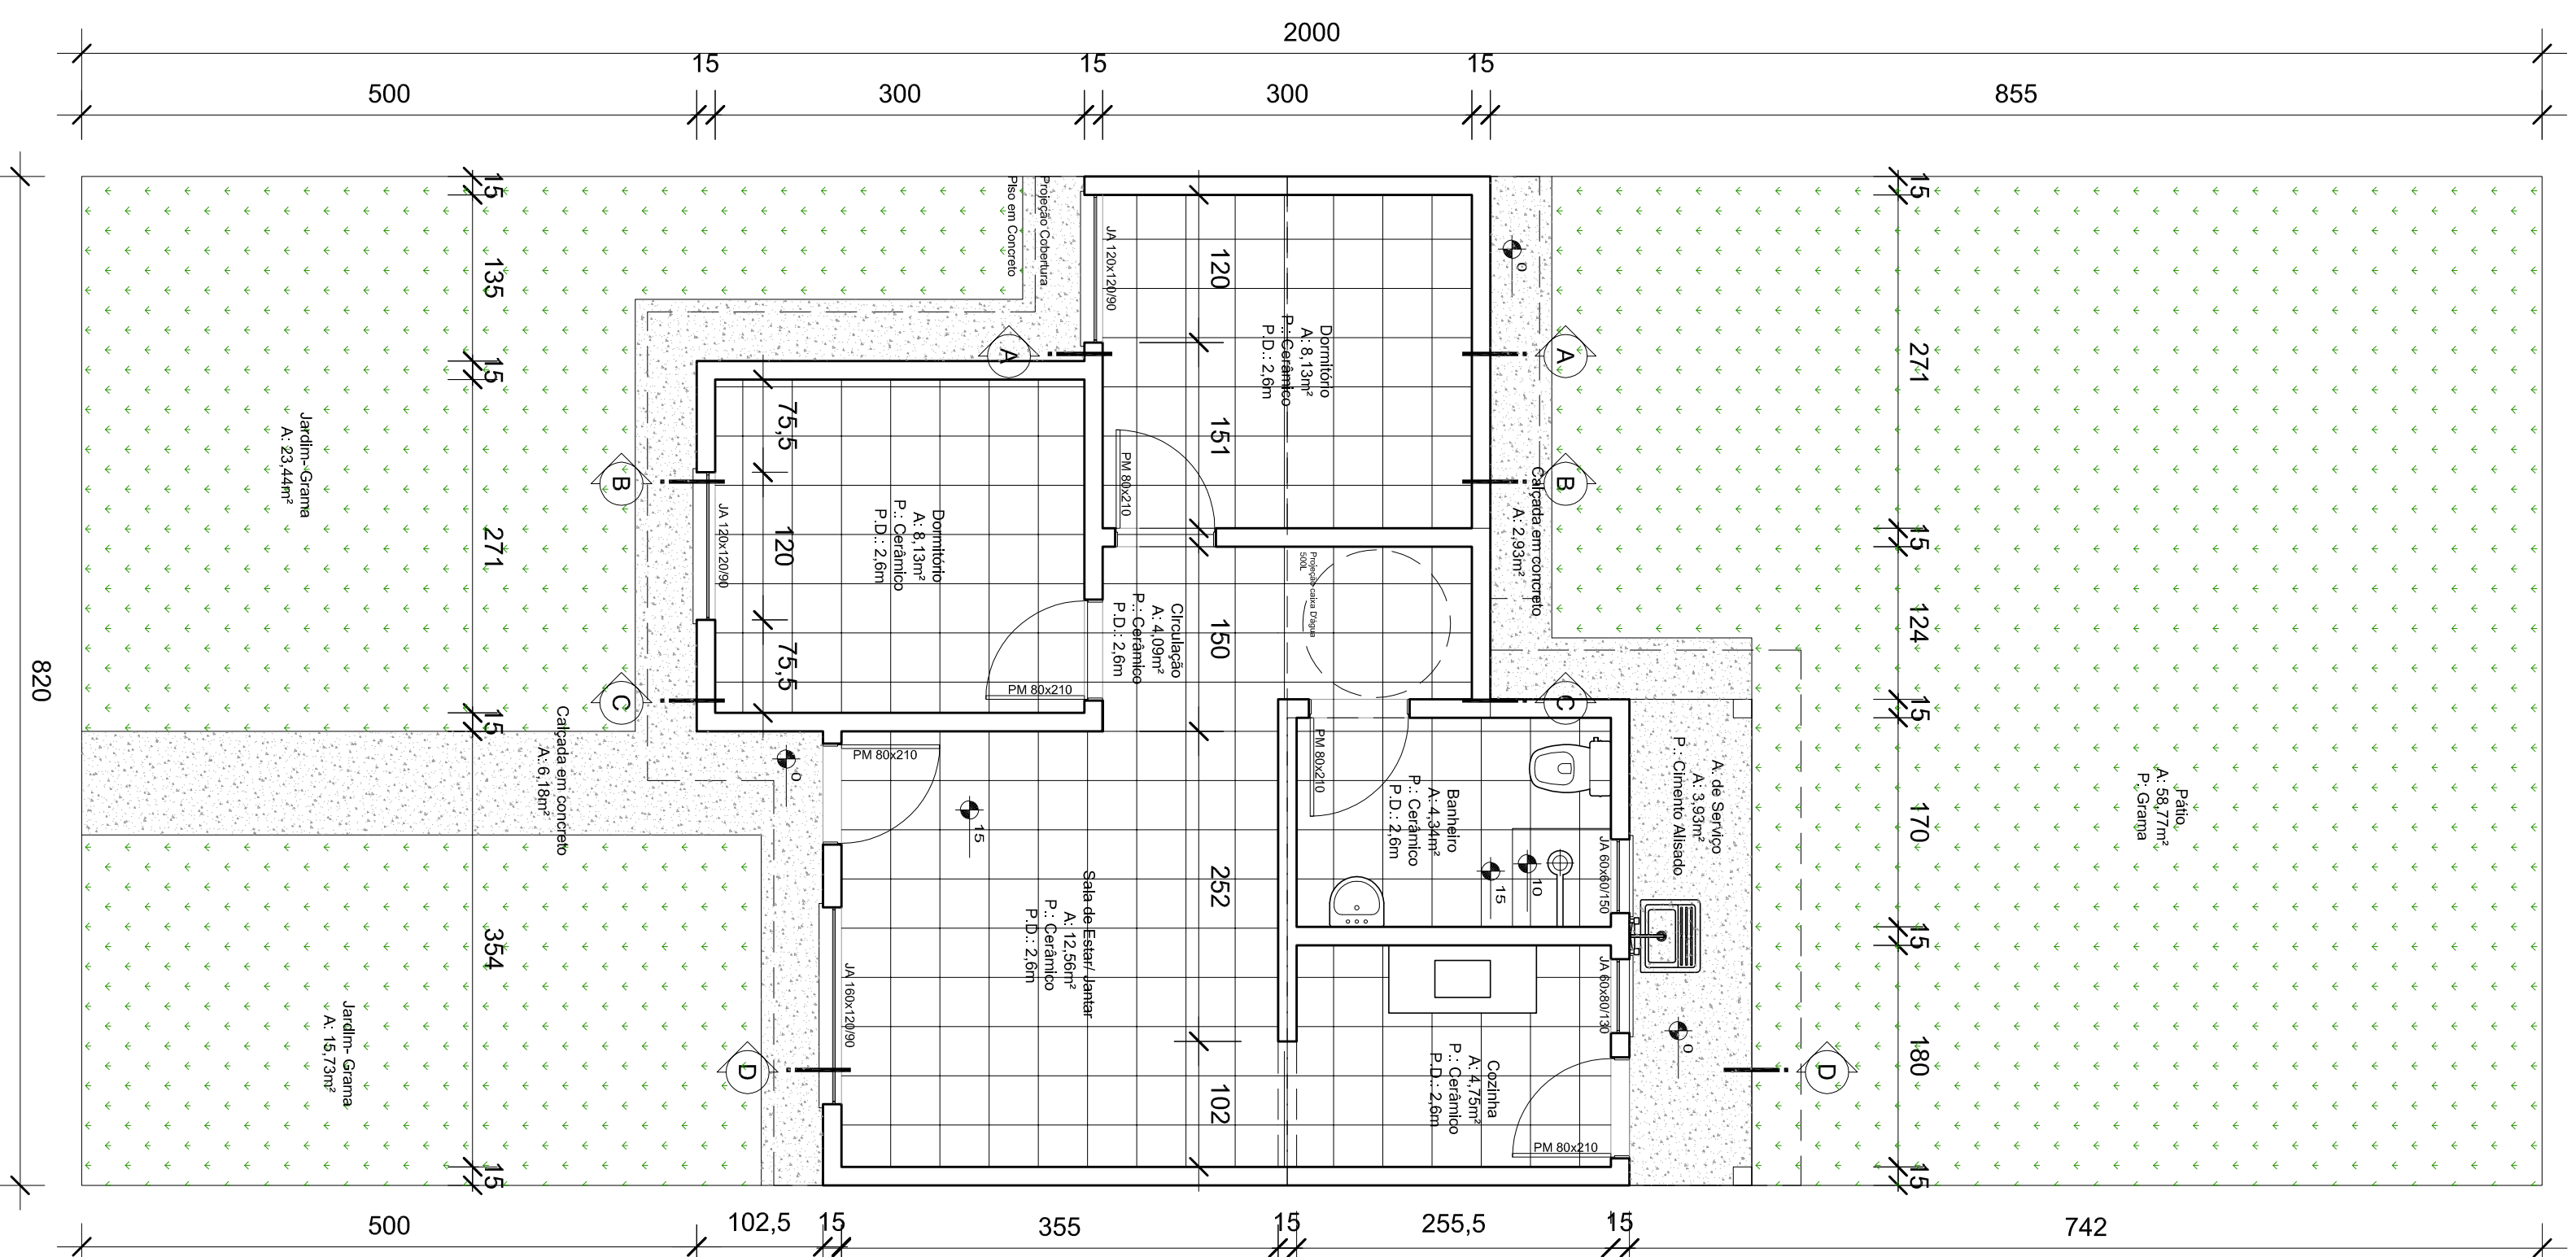 2000
15
15
15
500
300
300
855
820
15
135
15
271
15
354
15
Piso em Concreto
Projeção Cobertura
JA 120x120/90
120
151
150
252
102
Dormitório
A: 8,13m²
P.: Cerâmico
P.D.: 2,6m
PM 80x210
A
A
B
B
C
C
D
D
0
Calçada em concreto
A: 2,93m²
15
271
15
124
15
170
15
180
15
Jardim- Grama
A: 23,44m²
75,5
120
75,5
JA 120x120/90
Dormitório
A: 8,13m²
P.: Cerâmico
P.D.: 2,6m
PM 80x210
Circulação
A: 4,09m²
P.: Cerâmico
P.D.: 2,6m
Projeção caixa D'água
500L
Calçada em concreto
A: 6,18m²
0
PM 80x210
15
Sala de Estar/ Jantar
A: 12,56m²
P.: Cerâmico
P.D.: 2,6m
JA 160x120/90
PM 80x210
Banheiro
A: 4,34m²
P.: Cerâmico
P.D.: 2,6m
15
10
JA 60x60/150
A. de Serviço
A: 3,93m²
P.: Cimento Alisado
JA 60x80/130
0
Cozinha
A: 4,75m²
P.: Cerâmico
P.D.: 2,6m
PM 80x210
Pátio
A: 58,77m²
P.: Grama
Jardim- Grama
A: 15,73m²
500
102,5
15
355
15
255,5
15
742